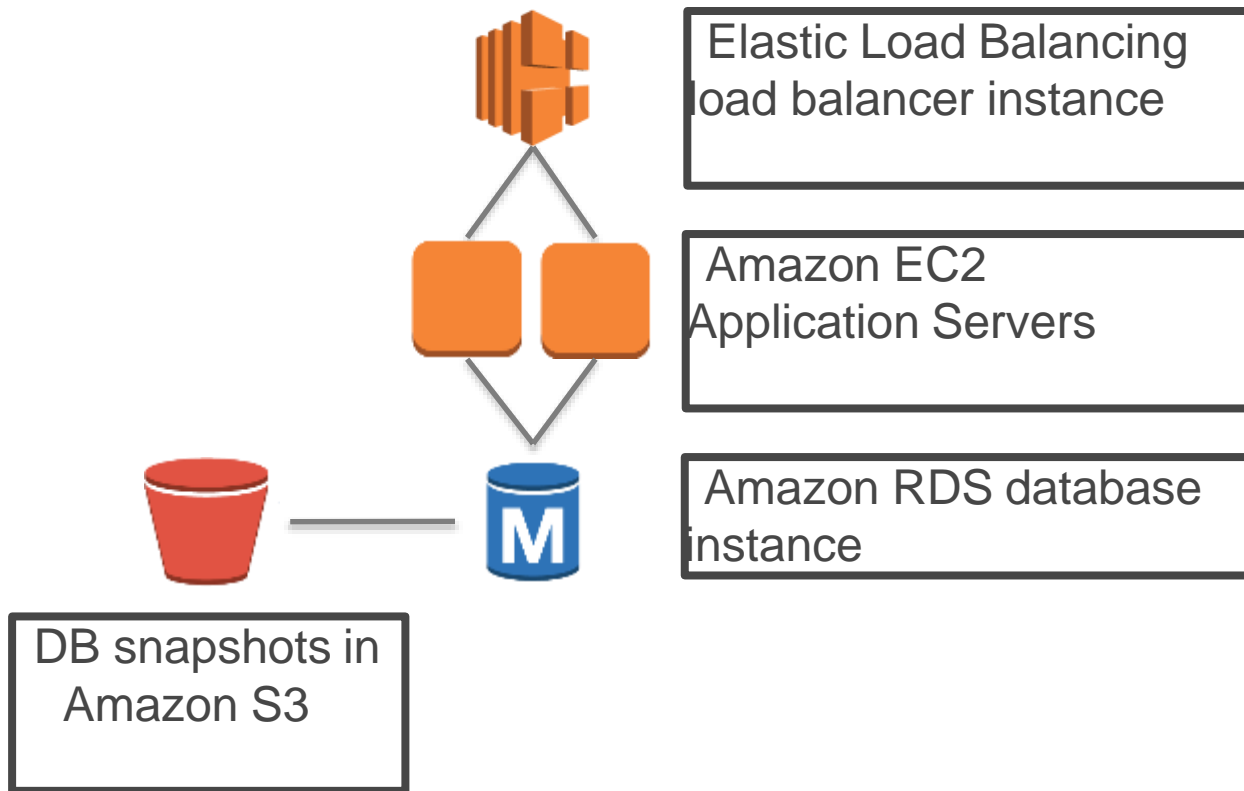 Elastic Load Balancing
load balancer instance
Amazon EC2
Application Servers
M
Amazon RDS database
instance
DB snapshots in
Amazon S3